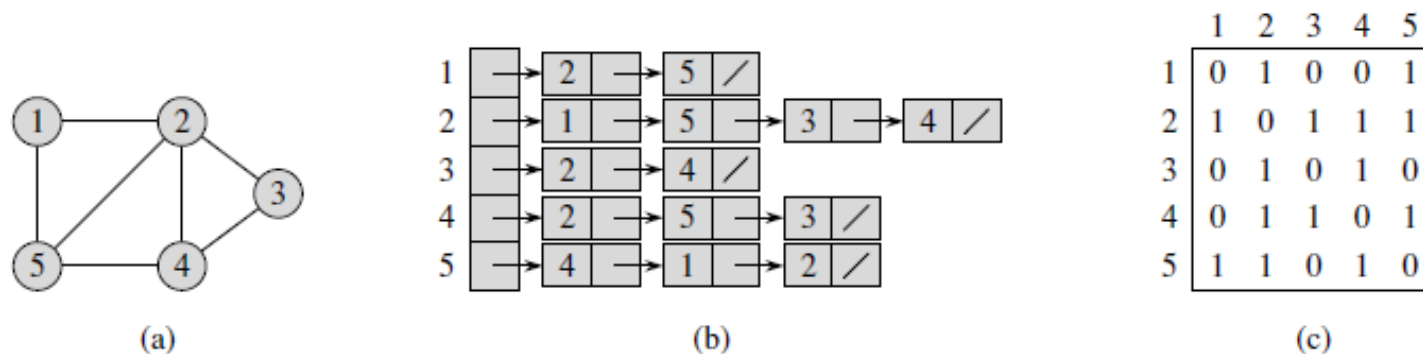 1 2
3
5 4
(a)
1 2 5 /
2 1 5 3 4 /
3 2 4 /
4 2 5 3 /
5 4 1 2 /
(b)
1 2 3 4 5
1 0 1 0 0 1
2 1 0 1 1 1
3 0 1 0 1 0
4 0 1 1 0 1
5 1 1 0 1 0
(c)